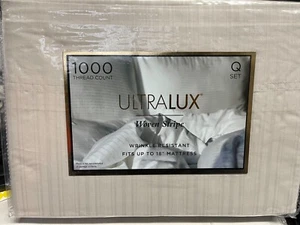 1000
THREAD COUNT
Q
SET
ULTRALUX
Woven Stripe
WRINKLE RESISTANT
FITS UP TO 18" MATTRESS